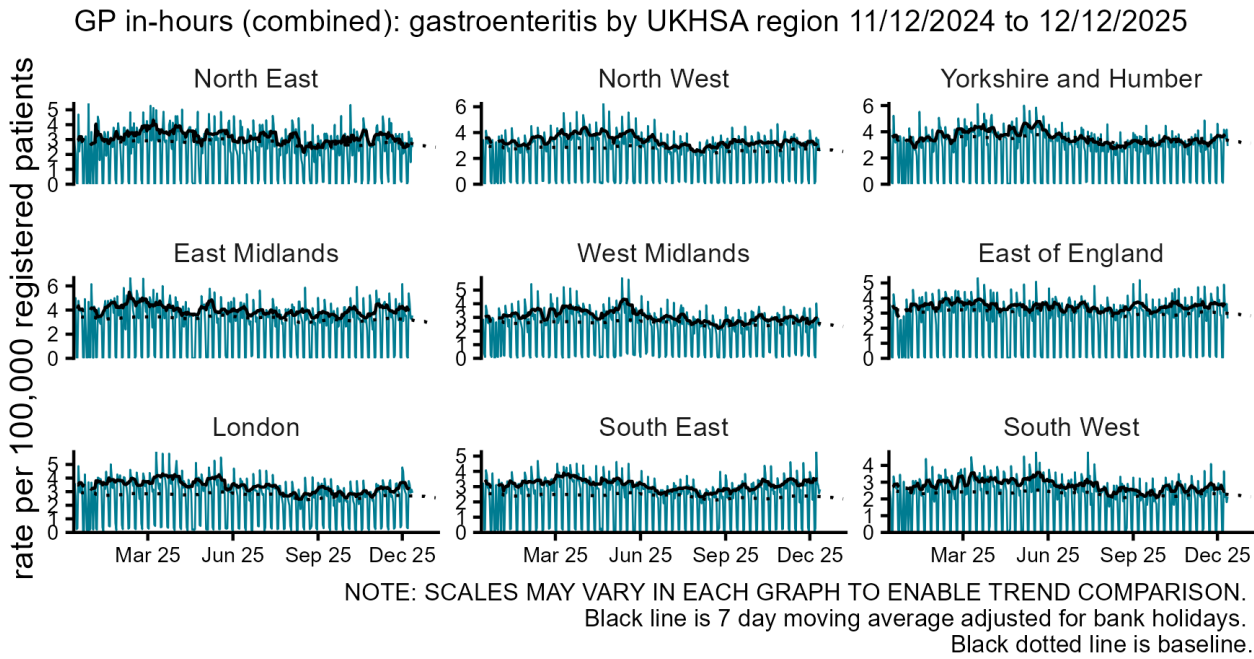 GP in-hours (combined): gastroenteritis by UKHSA region 11/12/2024 to 12/12/2025
rate per 100,000 registered patients
North East
5
4
3
2
1
0
North West
6
4
2
0
Yorkshire and Humber
6
4
2
0
East Midlands
6
4
2
0
West Midlands
5
4
3
2
1
0
East of England
5
4
3
2
1
0
London
5
4
3
2
1
0
Mar 25 Jun 25 Sep 25 Dec 25
South East
5
4
3
2
1
0
Mar 25 Jun 25 Sep 25 Dec 25
South West
4
3
2
1
0
Mar 25 Jun 25 Sep 25 Dec 25
NOTE: SCALES MAY VARY IN EACH GRAPH TO ENABLE TREND COMPARISON.
Black line is 7 day moving average adjusted for bank holidays.
Black dotted line is baseline.